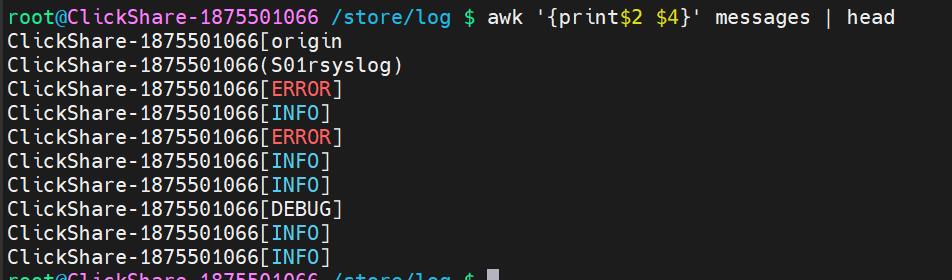 root@ClickShare-1875501066 /store/log $ awk '{print$2 $4}' messages | head
ClickShare-1875501066[origin
ClickShare-1875501066(S01rsyslog)
ClickShare-1875501066[ERROR]
ClickShare-1875501066[INFO]
ClickShare-1875501066[ERROR]
ClickShare-1875501066[INFO]
ClickShare-1875501066[INFO]
ClickShare-1875501066[DEBUG]
ClickShare-1875501066[INFO]
ClickShare-1875501066[INFO]
root@ClickShare-1875501066 /store/log $